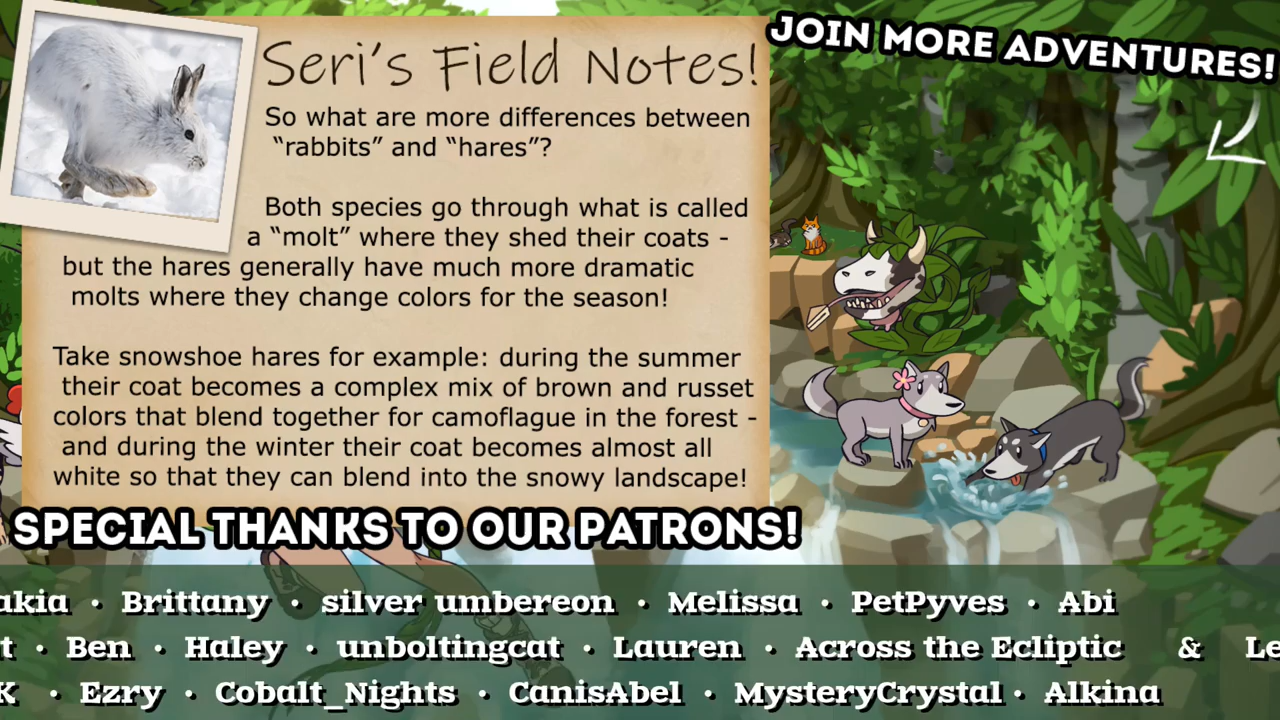 Seri's Field Notes!
So what are more differences between
"rabbits" and "hares"?
Both species go through what is called
a "molt" where they shed their coats -
but the hares generally have much more dramatic
molts where they change colors for the season!
Take snowshoe hares for example: during the summer
their coat becomes a complex mix of brown and russet
colors that blend together for camoflague in the forest -
and during the winter their coat becomes almost all
white so that they can blend into the snowy landscape!
JOIN MORE ADVENTURES!
SPECIAL THANKS TO OUR PATRONS!
akia • Brittany • silver umbereon • Melissa • PetPyves • Abi
t • Ben • Haley • unboltingcat • Lauren • Across the Ecliptic & Le
K • Ezry • Cobalt_Nights • CanisAbel • MysteryCrystal • Alkina